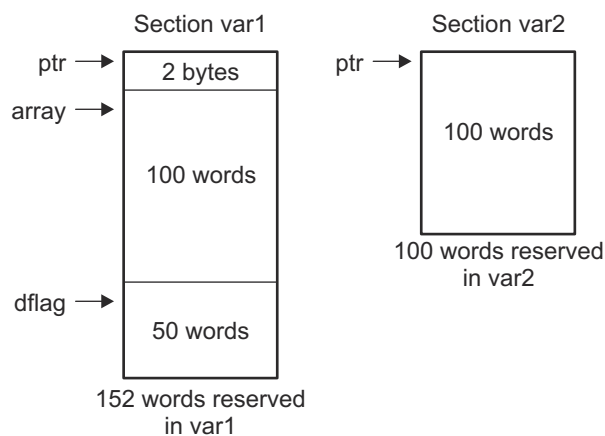 Section var1
ptr
2 bytes
array
100 words
dflag
50 words
152 words reserved
in var1
Section var2
ptr
100 words
100 words reserved
in var2